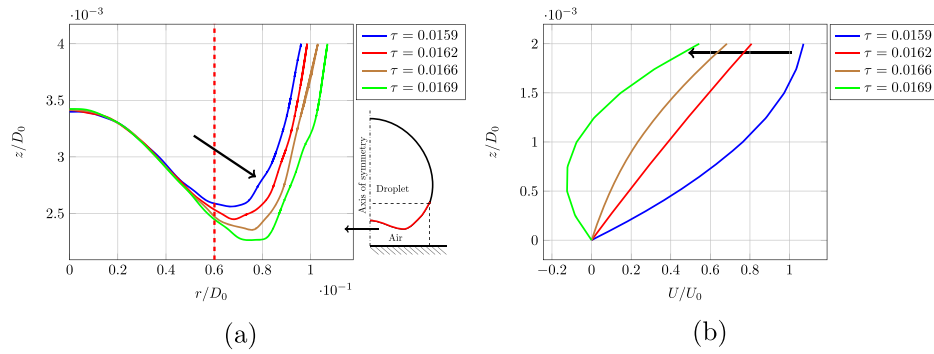 ·10⁻³
4
3.5
3
2.5
z/D₀
0
0.2
0.4
0.6
0.8
1
·10⁻¹
r/D₀
τ = 0.0159
τ = 0.0162
τ = 0.0166
τ = 0.0169
Axis of symmetry
Droplet
Air
(a)
·10⁻³
2
1.5
1
0.5
0
z/D₀
−0.2
0
0.2
0.4
0.6
0.8
1
U/U₀
τ = 0.0159
τ = 0.0162
τ = 0.0166
τ = 0.0169
(b)